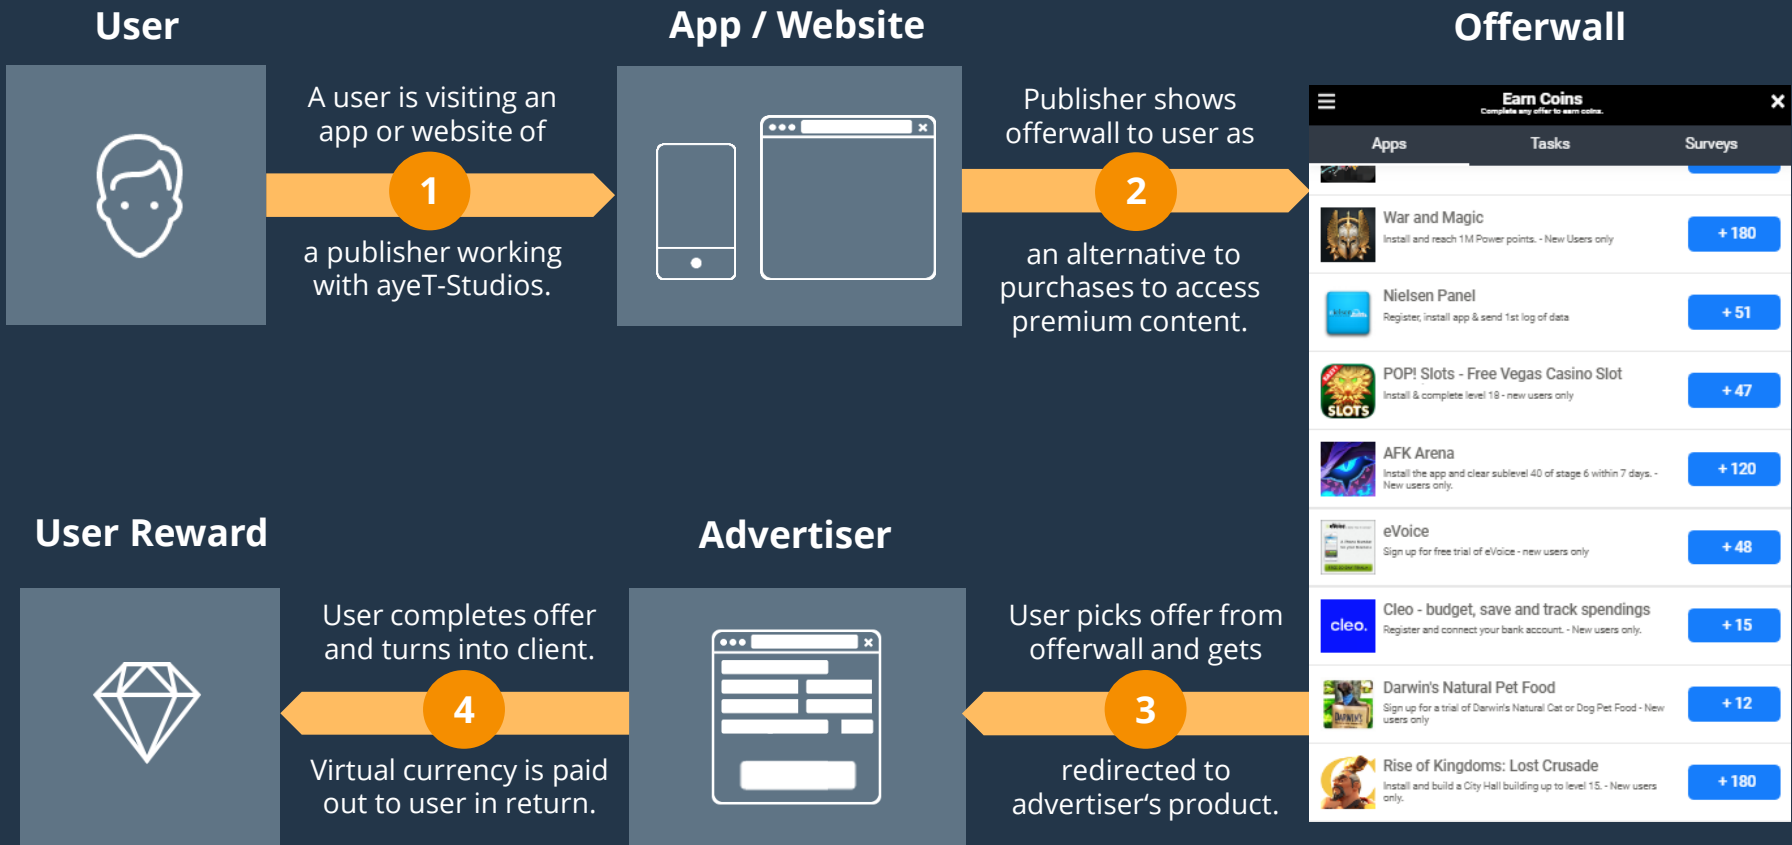 User
App / Website
Offerwall
A user is visiting an
app or website of
1
a publisher working
with ayeT-Studios.
Publisher shows
offerwall to user as
2
an alternative to
purchases to access
premium content.
Earn Coins
Complete any offer to earn coins.
Apps Tasks Surveys
War and Magic
Install and reach 1M Power points. - New Users only
+ 180
Nielsen Panel
Register, install app & send 1st log of data
+ 51
SLOTS
POP! Slots - Free Vegas Casino Slot
Install & complete level 18 - new users only
+ 47
AFK Arena
Install the app and clear sublevel 40 of stage 6 within 7 days. -
New users only.
+ 120
eVoice
Sign up for free trial of eVoice - new users only
+ 48
cleo.
Cleo - budget, save and track spendings
Register and connect your bank account. - New users only.
+ 15
Darwin's Natural Pet Food
Sign up for a trial of Darwin's Natural Cat or Dog Pet Food - New
users only
+ 12
Rise of Kingdoms: Lost Crusade
Install and build a City Hall building up to level 15. - New users
only.
+ 180
User Reward
Advertiser
User completes offer
and turns into client.
4
Virtual currency is paid
out to user in return.
User picks offer from
offerwall and gets
3
redirected to
advertiser‘s product.